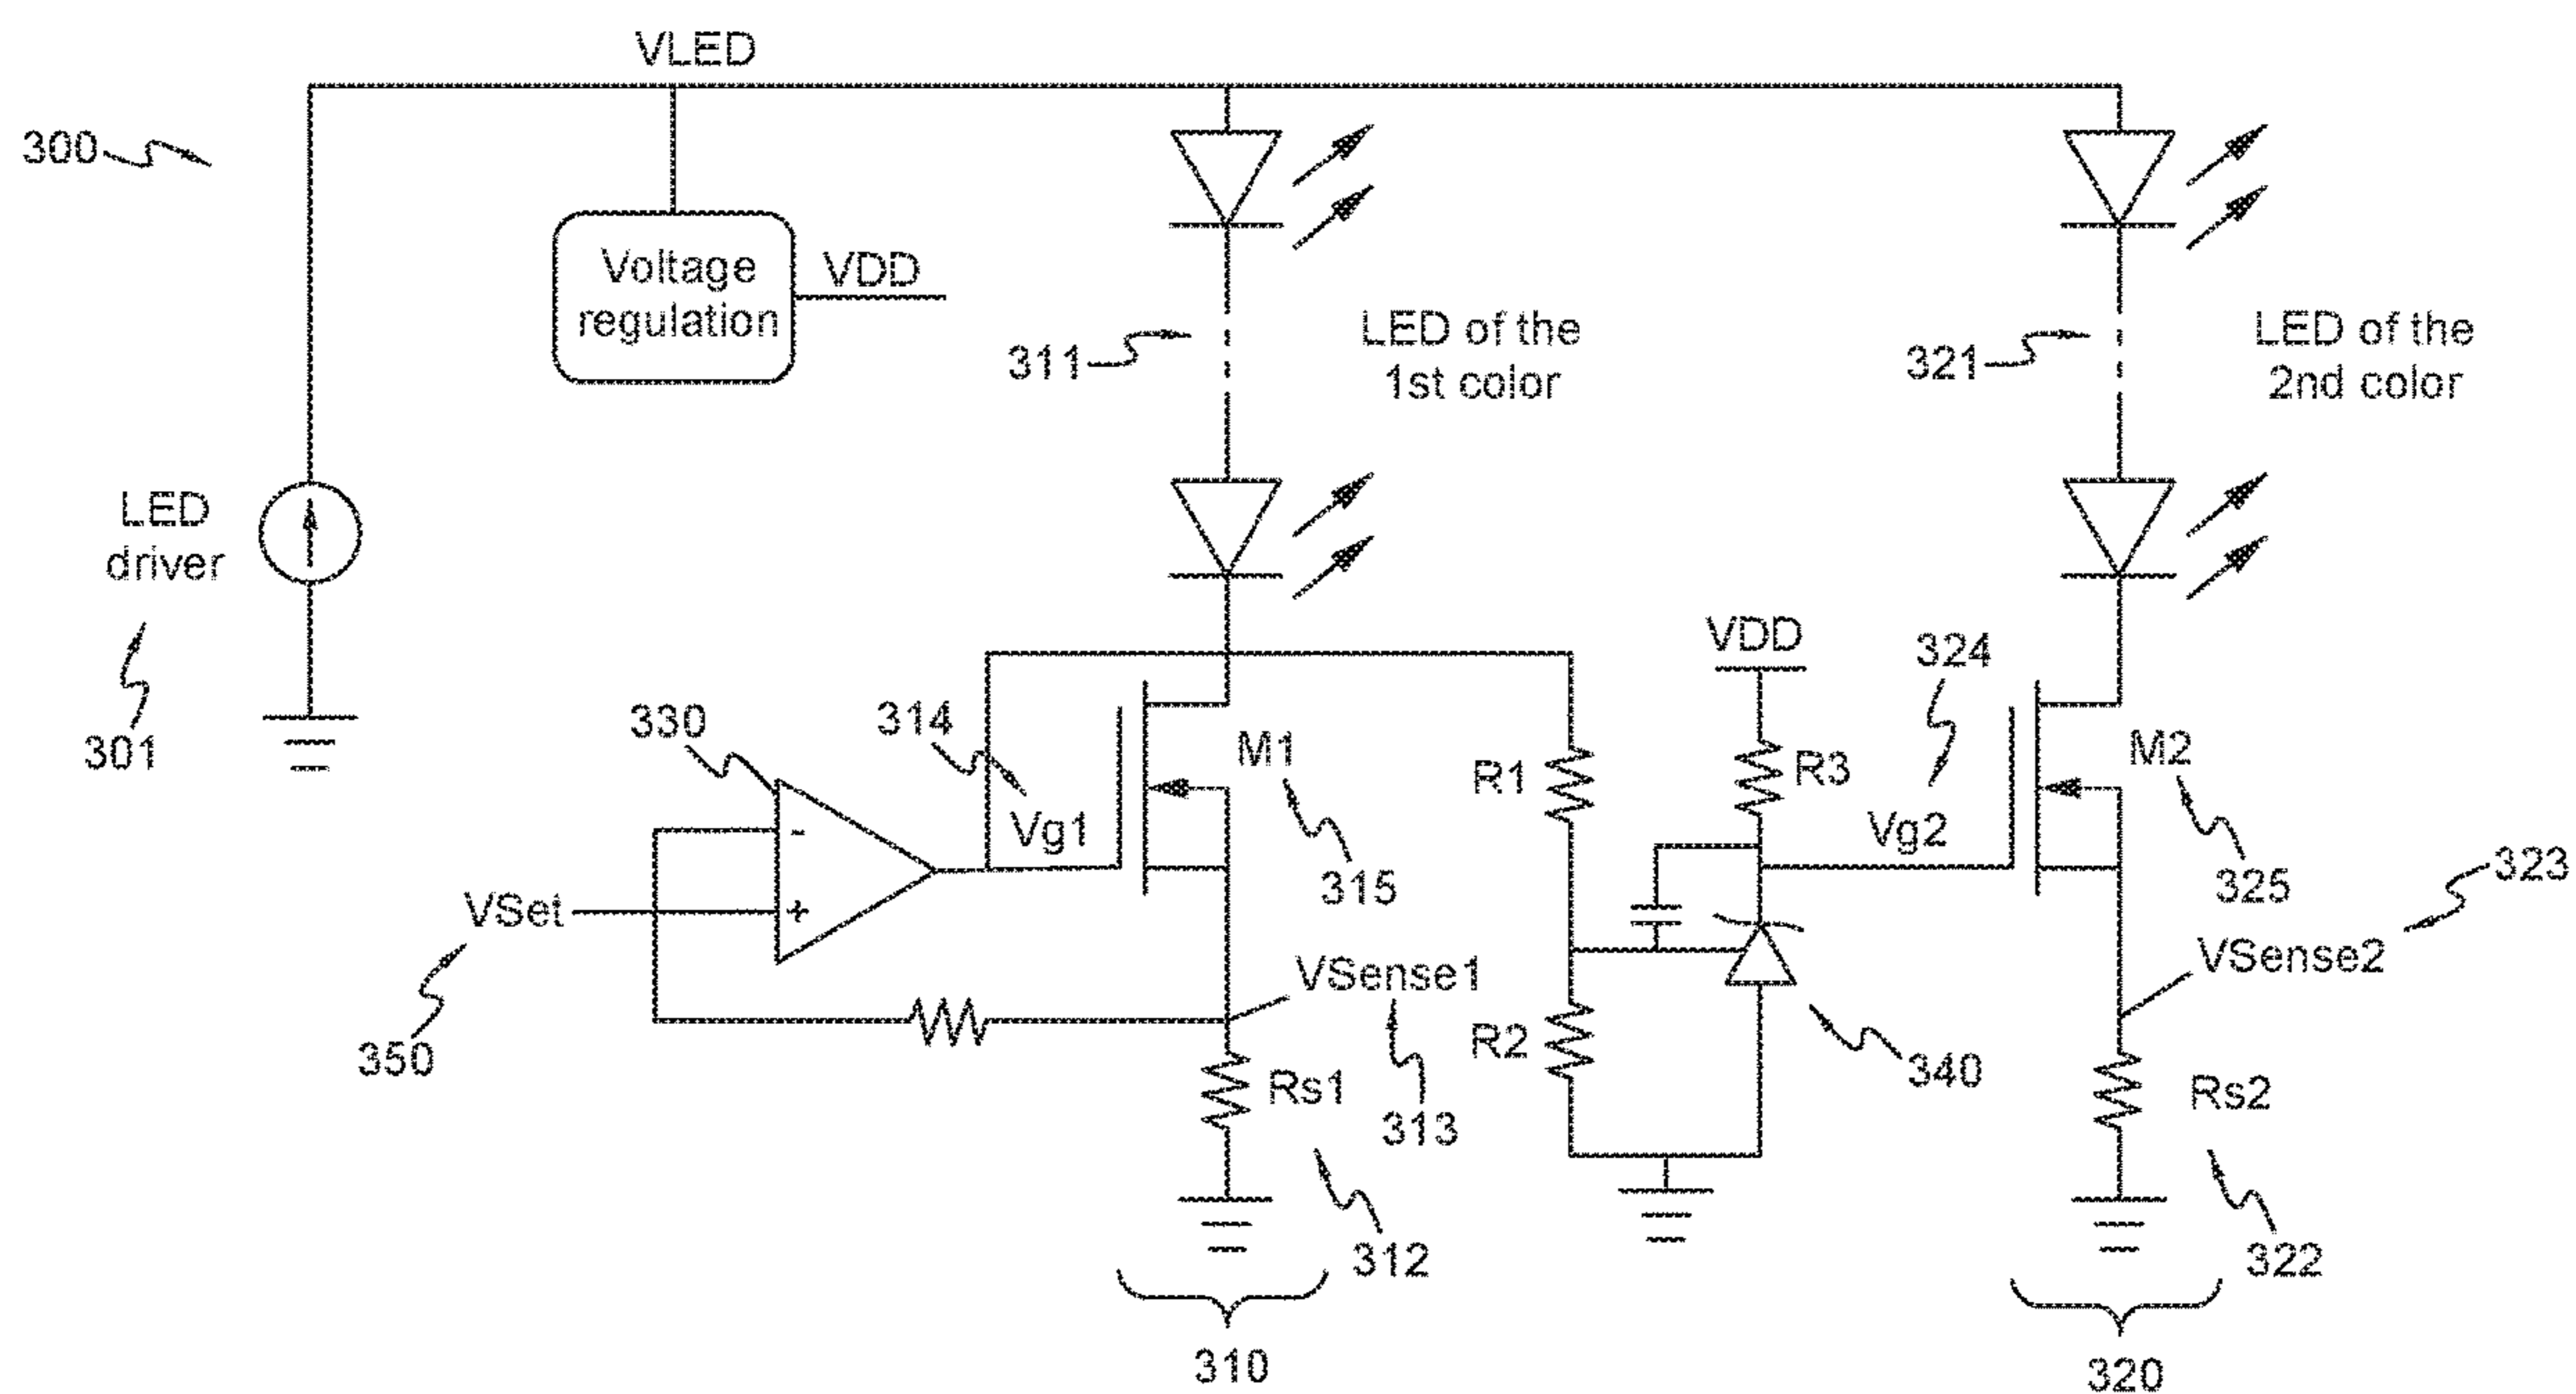 VLED
300
Voltage
regulation
VDD
311
LED of the
1st color
321
LED of the
2nd color
LED
driver
301
VDD
324
330
314
M1
R1
R3
M2
Vg1
315
Vg2
325
323
VSet
-
+
VSense1
VSense2
350
R2
340
Rs1
313
Rs2
312
322
310
320